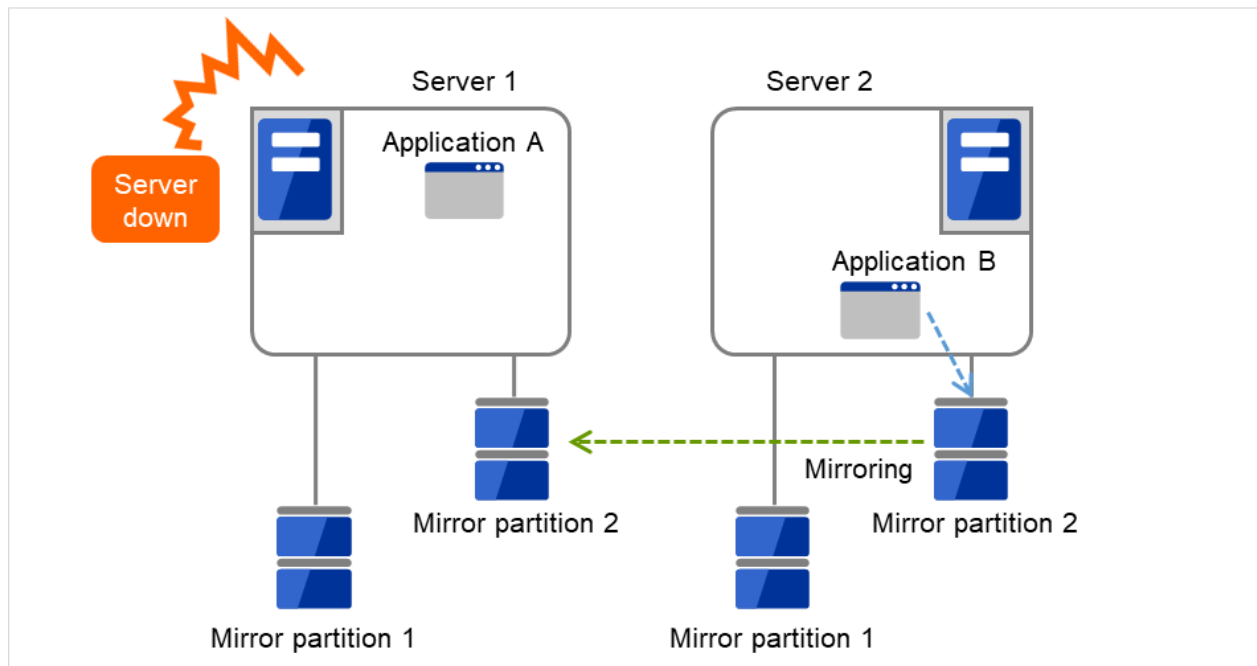 Server 1
Server 2
Application A
Server
down
Application B
Mirroring
Mirror partition 2
Mirror partition 2
Mirror partition 1
Mirror partition 1